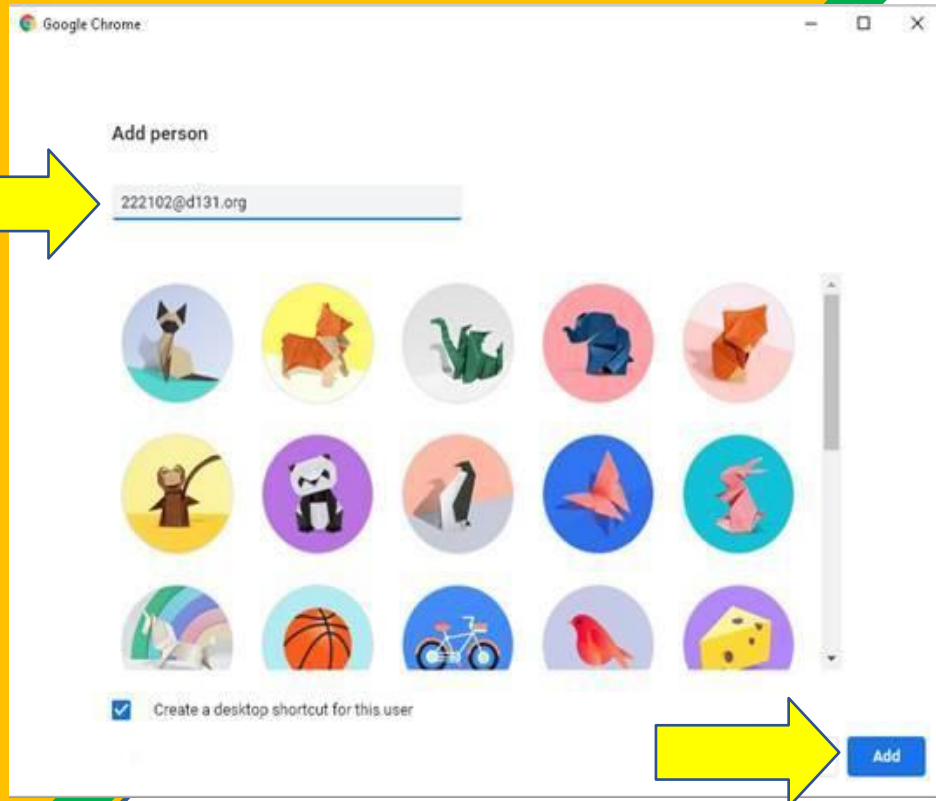 Google Chrome
Add person
222102@d131.org
Create a desktop shortcut for this user
Add